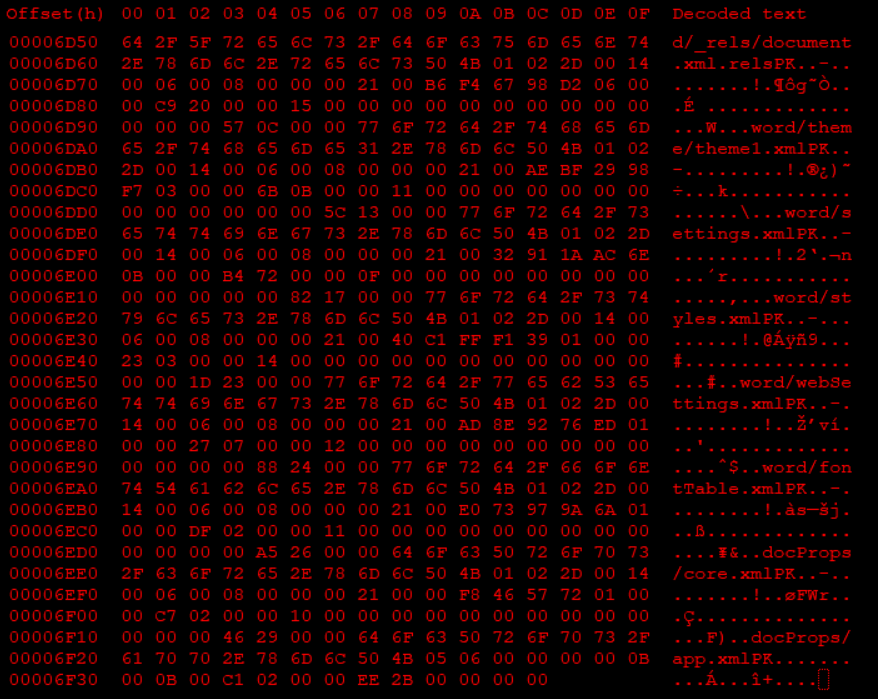 Offset(h) 00 01 02 03 04 05 06 07 08 09 0A 0B 0C 0D 0E 0F Decoded text
00006D50 64 2F 5F 72 65 6C 73 2F 64 6F 63 75 6D 65 6E 74 d/_rels/document
00006D60 2E 78 6D 6C 2E 72 65 6C 73 50 4B 01 02 2D 00 14 .xml.relsPK..-..
00006D70 00 06 00 08 00 00 00 21 00 B6 F4 67 98 D2 06 00 .......!.¶ôg˜Ò..
00006D80 00 C9 20 00 00 15 00 00 00 00 00 00 00 00 00 00 .É .............
00006D90 00 00 00 57 0C 00 00 77 6F 72 64 2F 74 68 65 6D ...W...word/them
00006DA0 65 2F 74 68 65 6D 65 31 2E 78 6D 6C 50 4B 01 02 e/theme1.xmlPK..
00006DB0 2D 00 14 00 06 00 08 00 00 00 21 00 AE BF 29 98 -.........!.®¿)˜
00006DC0 F7 03 00 00 6B 0B 00 00 11 00 00 00 00 00 00 00 ÷...k...........
00006DD0 00 00 00 00 00 00 5C 13 00 00 77 6F 72 64 2F 73 ......\...word/s
00006DE0 65 74 74 69 6E 67 73 2E 78 6D 6C 50 4B 01 02 2D ettings.xmlPK..-
00006DF0 00 14 00 06 00 08 00 00 00 21 00 32 91 1A AC 6E .........!.2‘.¬n
00006E00 0B 00 00 B4 72 00 00 0F 00 00 00 00 00 00 00 00 ...´r...........
00006E10 00 00 00 00 00 82 17 00 00 77 6F 72 64 2F 73 74 .....‚...word/st
00006E20 79 6C 65 73 2E 78 6D 6C 50 4B 01 02 2D 00 14 00 yles.xmlPK..-...
00006E30 06 00 08 00 00 00 21 00 40 C1 FF F1 39 01 00 00 ......!.@Áÿñ9...
00006E40 23 03 00 00 14 00 00 00 00 00 00 00 00 00 00 00 #...............
00006E50 00 00 1D 23 00 00 77 6F 72 64 2F 77 65 62 53 65 ...#..word/webSe
00006E60 74 74 69 6E 67 73 2E 78 6D 6C 50 4B 01 02 2D 00 ttings.xmlPK..-.
00006E70 14 00 06 00 08 00 00 00 21 00 AD 8E 92 76 ED 01 ........!..Ž’ví.
00006E80 00 00 27 07 00 00 12 00 00 00 00 00 00 00 00 00 ..'.............
00006E90 00 00 00 00 88 24 00 00 77 6F 72 64 2F 66 6F 6E ....ˆ$..word/fon
00006EA0 74 54 61 62 6C 65 2E 78 6D 6C 50 4B 01 02 2D 00 tTable.xmlPK..-.
00006EB0 14 00 06 00 08 00 00 00 21 00 E0 73 97 9A 6A 01 ........!.às—šj.
00006EC0 00 00 DF 02 00 00 11 00 00 00 00 00 00 00 00 00 ..ß.............
00006ED0 00 00 00 00 A5 26 00 00 64 6F 63 50 72 6F 70 73 ....¥&..docProps
00006EE0 2F 63 6F 72 65 2E 78 6D 6C 50 4B 01 02 2D 00 14 /core.xmlPK..-..
00006EF0 00 06 00 08 00 00 00 21 00 00 F8 46 57 72 01 00 .......!..øFWr..
00006F00 00 C7 02 00 00 10 00 00 00 00 00 00 00 00 00 00 .Ç..............
00006F10 00 00 00 46 29 00 00 64 6F 63 50 72 6F 70 73 2F ...F)..docProps/
00006F20 61 70 70 2E 78 6D 6C 50 4B 05 06 00 00 00 00 0B app.xmlPK.......
00006F30 00 0B 00 C1 02 00 00 EE 2B 00 00 00 00 ...Á...î+....